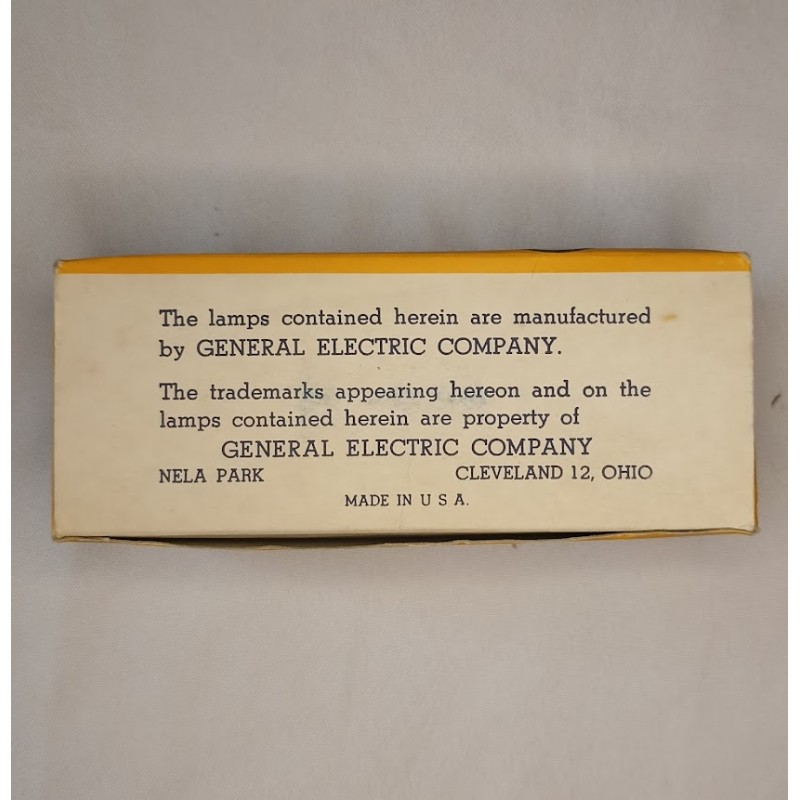 The lamps contained herein are manufactured
by GENERAL ELECTRIC COMPANY.
The trademarks appearing hereon and on the
lamps contained herein are property of
GENERAL ELECTRIC COMPANY
NELA PARK CLEVELAND 12, OHIO
MADE IN U S A.